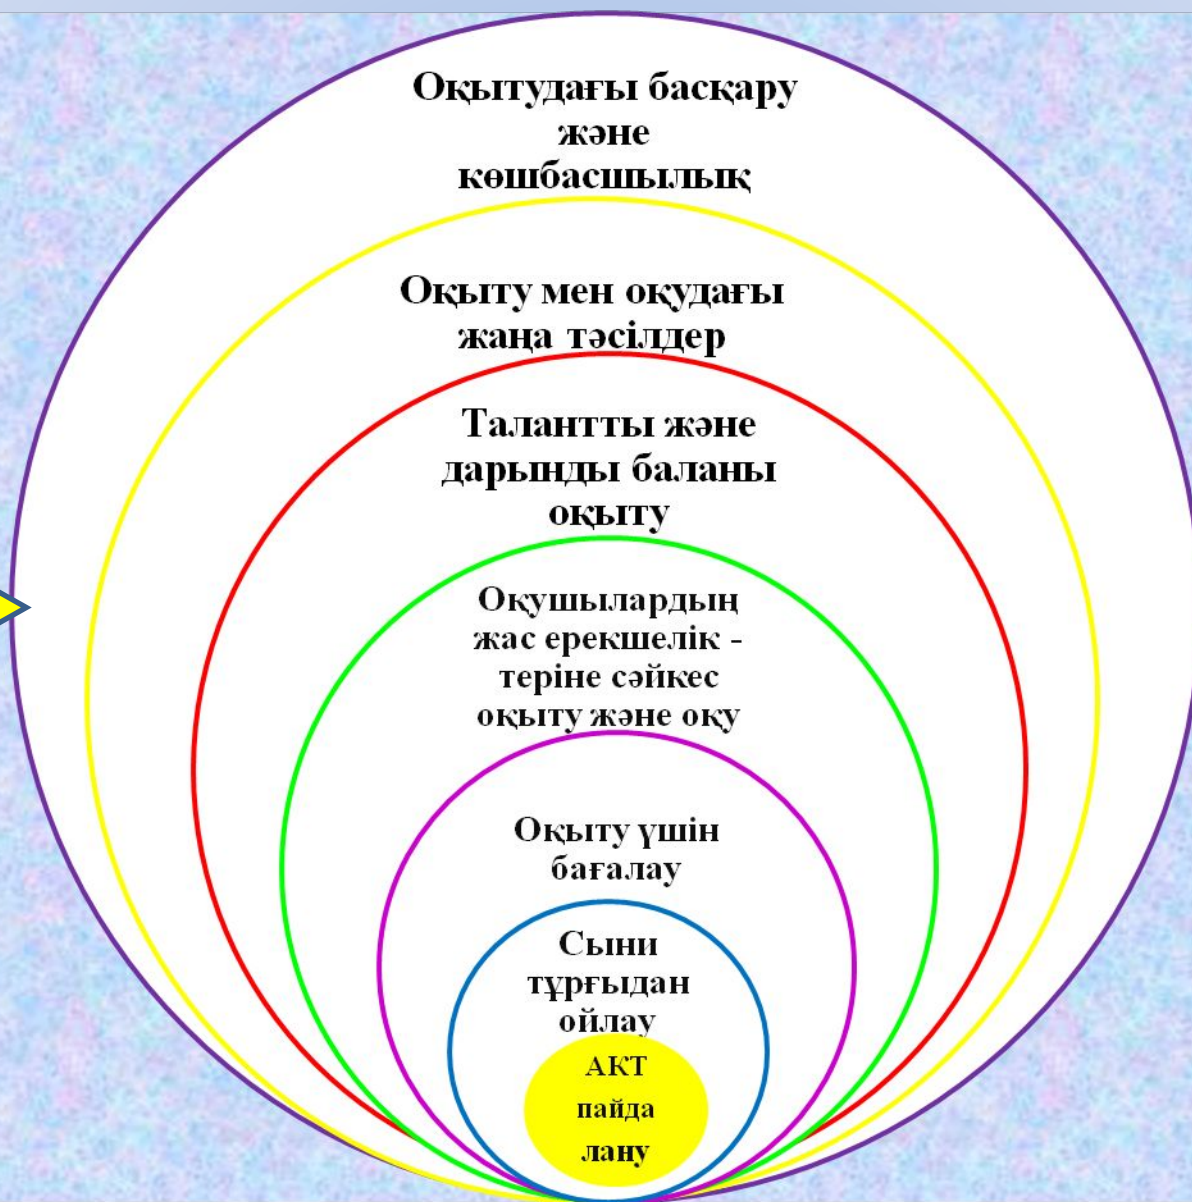 Оқытудағы басқару
және
көшбасшылық
Оқыту мен оқудағы
жаңа тәсілдер
Талантты және
дарынды баланы
оқыту
Оқушылардың
жас ерекшелік -
теріне сәйкес
оқыту және оқу
Оқыту үшін
бағалау
Сыни
тұрғыдан
ойлау
АКТ
пайда
лану